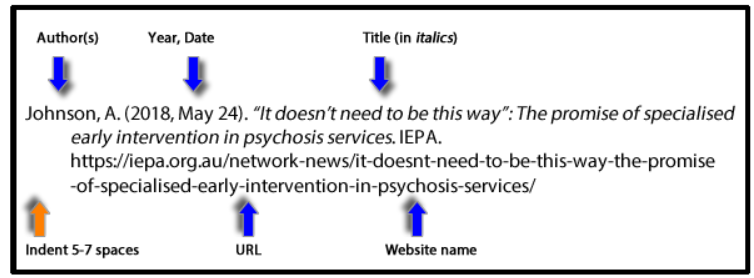 Author(s) Year, Date Title (in italics)
Johnson, A. (2018, May 24). “It doesn’t need to be this way”: The promise of specialised
early intervention in psychosis services. IEPA.
https://iepa.org.au/network-news/it-doesnt-need-to-be-this-way-the-promise
-of-specialised-early-intervention-in-psychosis-services/
Indent 5-7 spaces URL Website name